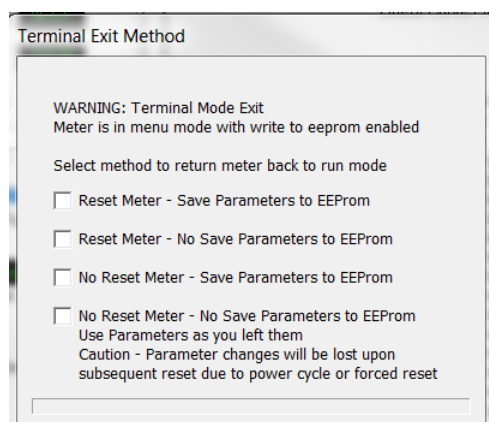 Terminal Exit Method
WARNING: Terminal Mode Exit
Meter is in menu mode with write to eeprom enabled
Select method to return meter back to run mode
Reset Meter - Save Parameters to EEProm
Reset Meter - No Save Parameters to EEProm
No Reset Meter - Save Parameters to EEProm
No Reset Meter - No Save Parameters to EEProm
Use Parameters as you left them
Caution - Parameter changes will be lost upon
subsequent reset due to power cycle or forced reset